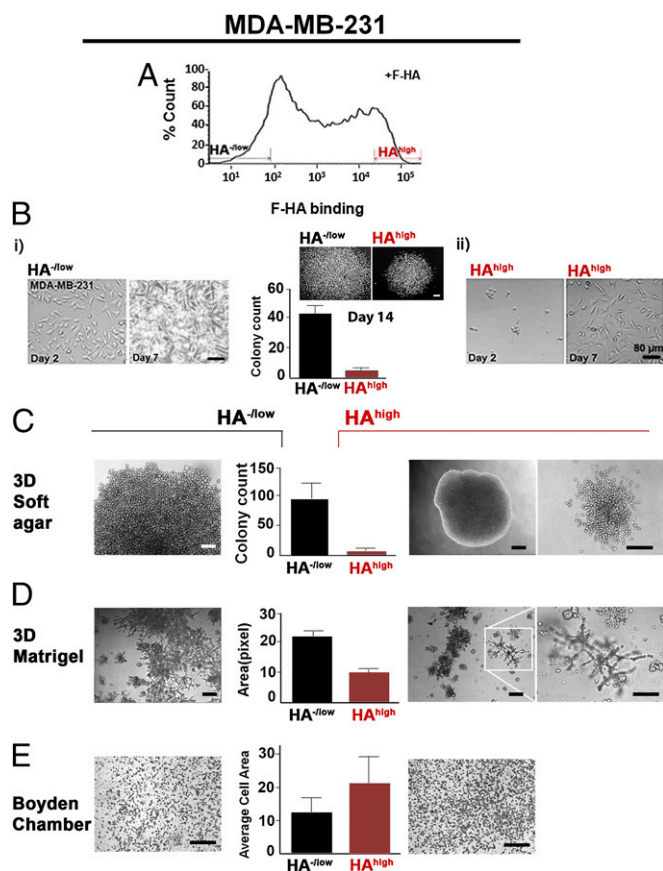 MDA-MB-231
A
+F-HA
% Count
100
80
60
40
20
0
HA-/low
HAhigh
10¹ 10² 10³ 10⁴ 10⁵
F-HA binding
B
i)
HA-/low
MDA-MB-231
Day 2
Day 7
HA-/low
HAhigh
Colony count
60
40
20
0
Day 14
HA-/low
HAhigh
ii)
HAhigh
HAhigh
Day 2
Day 7
80 µm
HA-/low
HAhigh
C
3D
Soft
agar
Colony count
150
100
50
0
HA-/low
HAhigh
D
3D
Matrigel
Area(pixel)
30
20
10
0
HA-/low
HAhigh
E
Boyden
Chamber
Average Cell Area
30
20
10
0
HA-/low
HAhigh